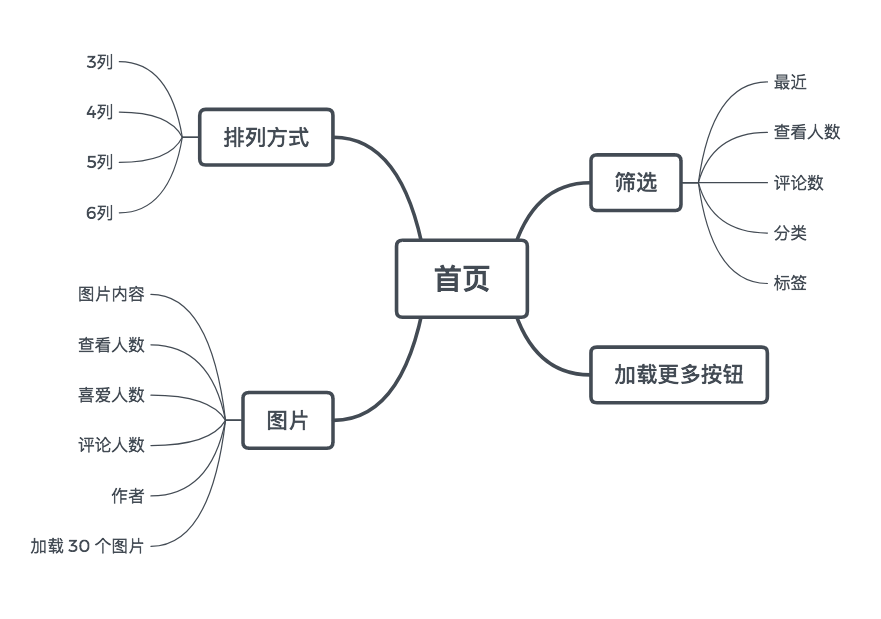 首页
排列方式
3列
4列
5列
6列
图片
图片内容
查看人数
喜爱人数
评论人数
作者
加载 30 个图片
筛选
最近
查看人数
评论数
分类
标签
加载更多按钮